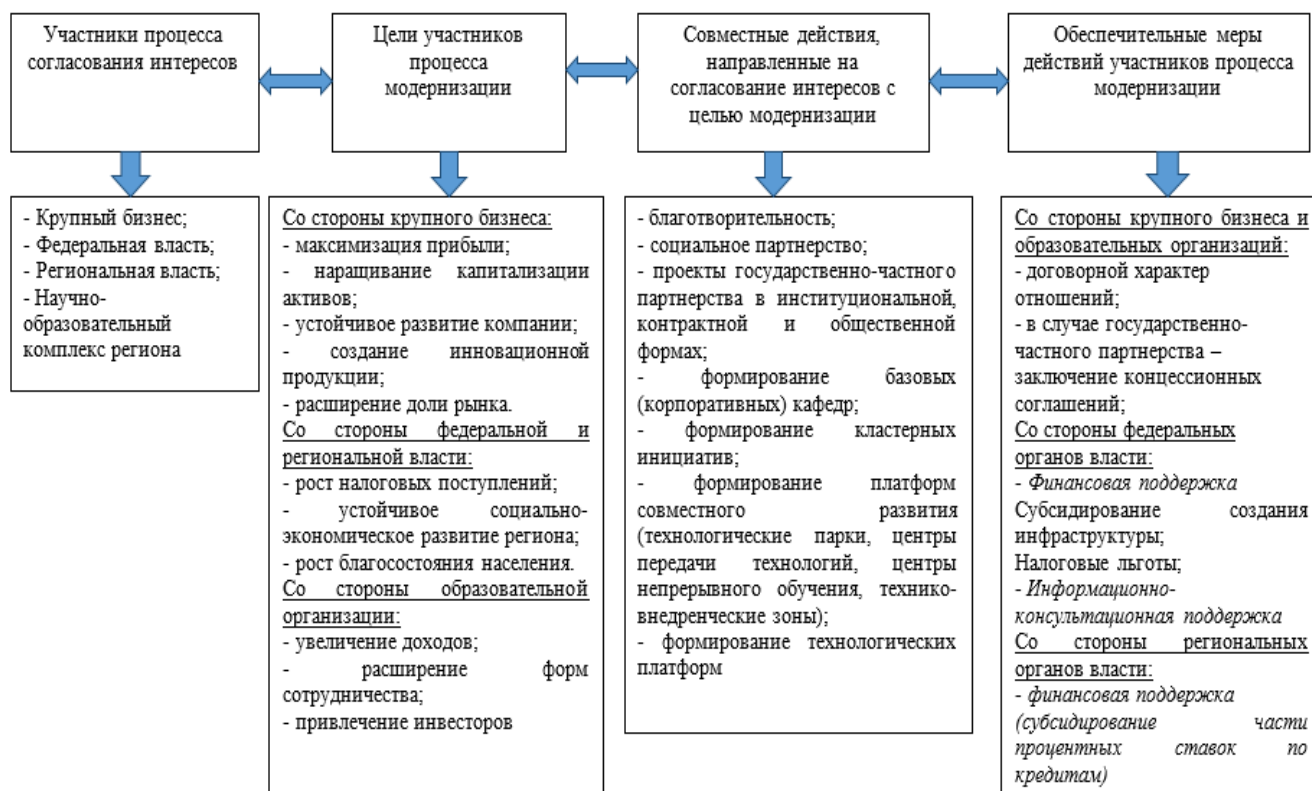 Участники процесса
согласования интересов
Цели участников
процесса
модернизации
Совместные действия,
направленные на
согласование интересов с
целью модернизации
Обеспечительные меры
действий участников процесса
модернизации
- Крупный бизнес;
- Федеральная власть;
- Региональная власть;
- Научно-
образовательный
комплекс региона
Со стороны крупного бизнеса:
- максимизация прибыли;
- наращивание капитализации
активов;
- устойчивое развитие компании;
- создание инновационной
продукции;
- расширение доли рынка.
Со стороны федеральной и
региональной власти:
- рост налоговых поступлений;
- устойчивое социально-
экономическое развитие региона;
- рост благосостояния населения.
Со стороны образовательной
организации:
- увеличение доходов;
- расширение форм
сотрудничества;
- привлечение инвесторов
- благотворительность;
- социальное партнерство;
- проекты государственно-частного
партнерства в институциональной,
контрактной и общественной
формах;
- формирование базовых
(корпоративных) кафедр;
- формирование кластерных
инициатив;
- формирование платформ
совместного развития
(технологические парки, центры
передачи технологий, центры
непрерывного обучения, технико-
внедренческие зоны);
- формирование технологических
платформ
Со стороны крупного бизнеса и
образовательных организаций:
- договорной характер
отношений;
- в случае государственно-
частного партнерства –
заключение концессионных
соглашений;
Со стороны федеральных
органов власти:
- Финансовая поддержка
Субсидирование создания
инфраструктуры;
Налоговые льготы;
- Информационно-
консультационная поддержка
Со стороны региональных
органов власти:
- финансовая поддержка
(субсидирование части
процентных ставок по
кредитам)